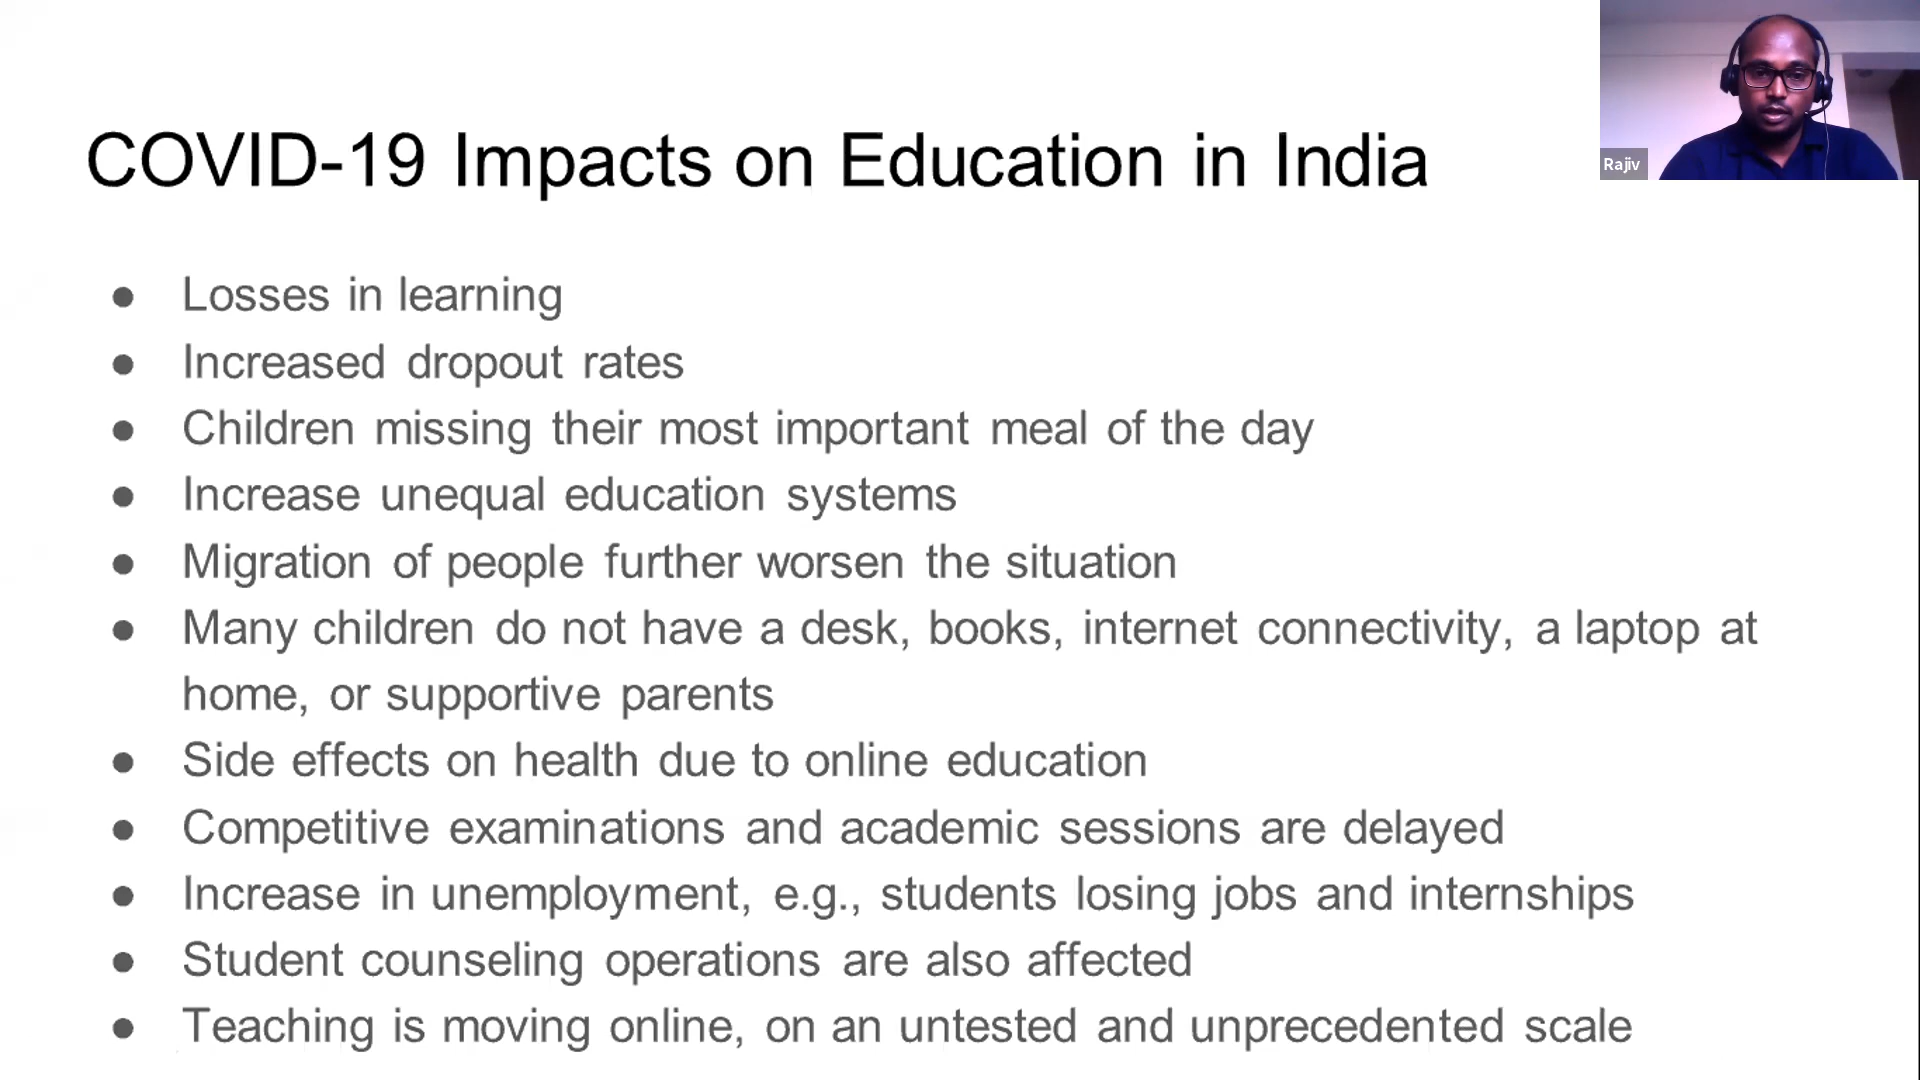 COVID-19 Impacts on Education in India
Rajiv
● Losses in learning
● Increased dropout rates
● Children missing their most important meal of the day
● Increase unequal education systems
● Migration of people further worsen the situation
● Many children do not have a desk, books, internet connectivity, a laptop at
home, or supportive parents
● Side effects on health due to online education
● Competitive examinations and academic sessions are delayed
● Increase in unemployment, e.g., students losing jobs and internships
● Student counseling operations are also affected
● Teaching is moving online, on an untested and unprecedented scale